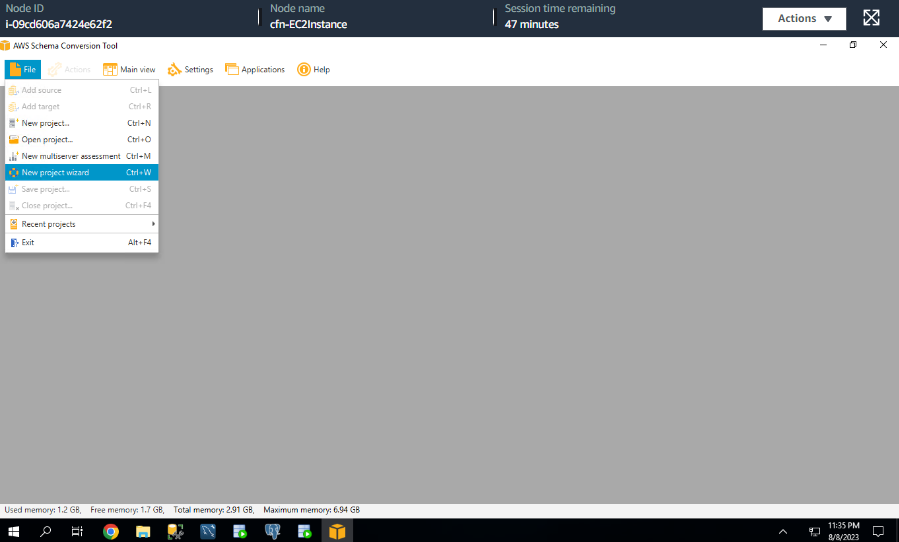 Node ID
i-09cd606a7424e62f2
Node name
cfn-EC2Instance
Session time remaining
47 minutes
Actions
AWS Schema Conversion Tool
File Actions Main view Settings Applications Help
Add source Ctrl+L
Add target Ctrl+R
New project... Ctrl+N
Open project... Ctrl+O
New multiserver assessment Ctrl+M
New project wizard Ctrl+W
Save project... Ctrl+S
Close project... Ctrl+F4
Recent projects
Exit Alt+F4
Used memory: 1.2 GB, Free memory: 1.7 GB, Total memory: 2.91 GB, Maximum memory: 6.94 GB
11:35 PM
8/8/2023